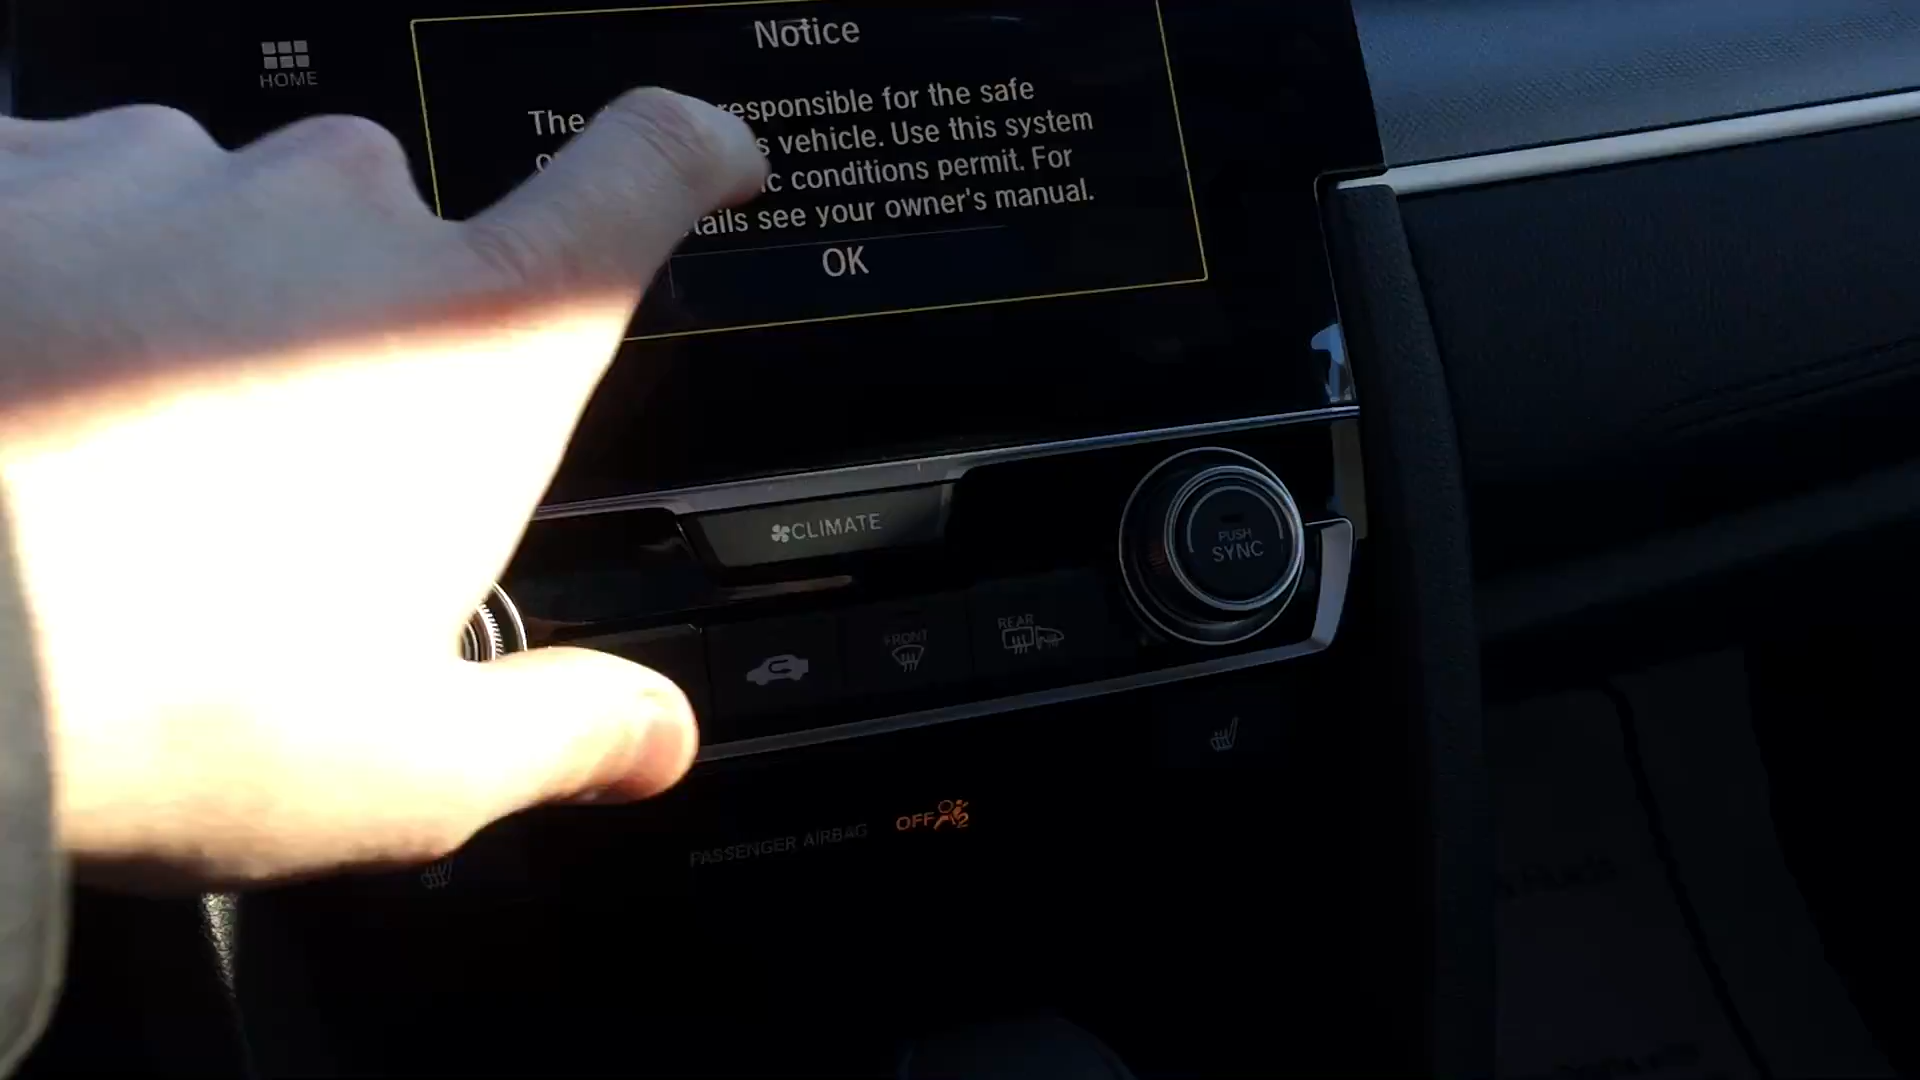 Notice
HOME
The responsible for the safe
vehicle. Use this system
conditions permit. For
see your owner's manual.
OK
CLIMATE
PUSH
SYNC
FRONT
REAR
PASSENGER AIRBAG OFF